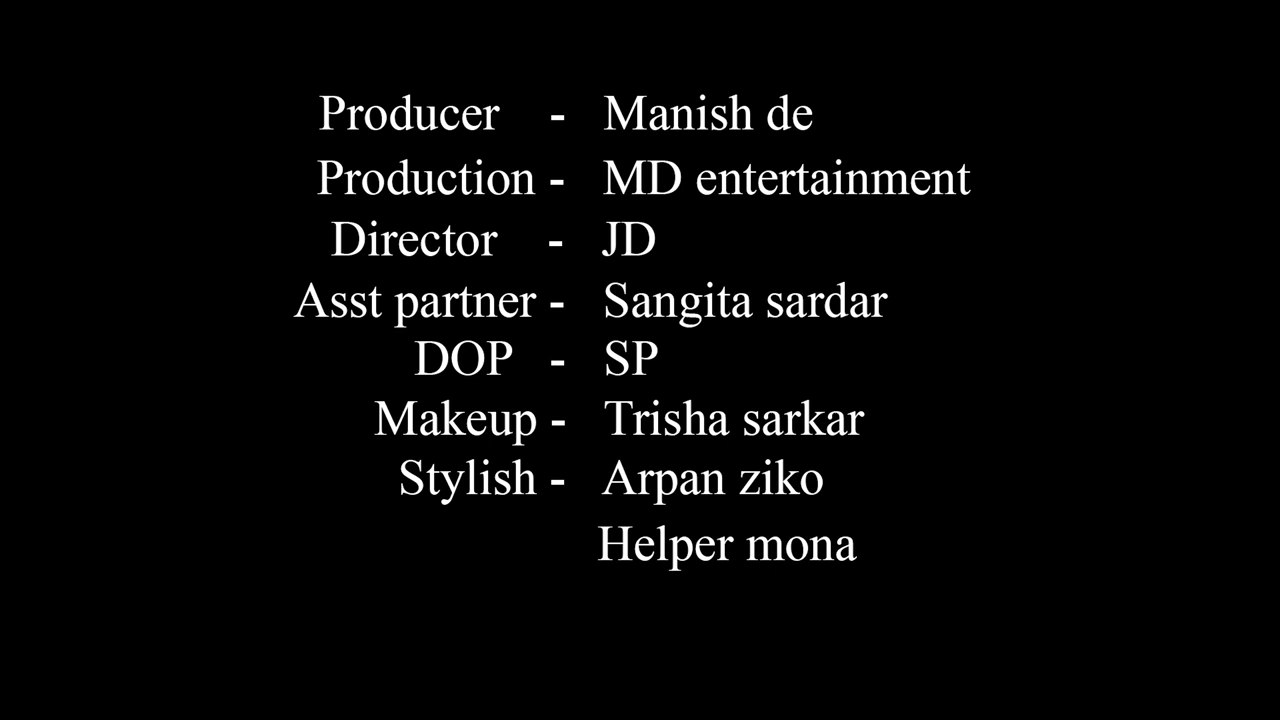 Producer - Manish de
Production - MD entertainment
Director - JD
Asst partner - Sangita sardar
DOP - SP
Makeup - Trisha sarkar
Stylish - Arpan ziko
Helper mona